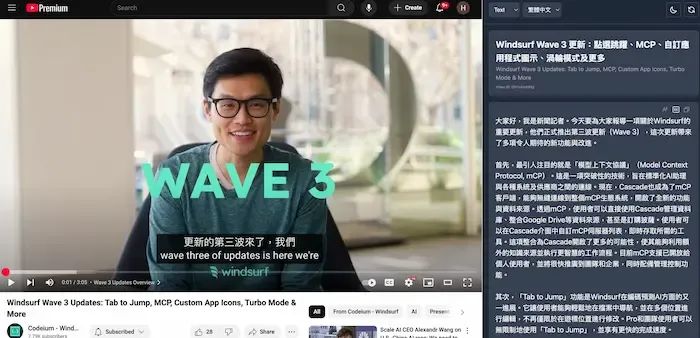 Premium
Search
Create
9+
H
WAVE 3
更新的第三波來了，我們
wave three of updates is here we're
windsurf
0:01 / 3:05 • Wave 3 Updates Overview >
Windsurf Wave 3 Updates: Tab to Jump, MCP, Custom App Icons, Turbo Mode &
More
Codeium - Wind...
7.79K subscribers
Subscribed
28
Share
All
From Codeium - Windsurf
AI
Presen
Scale AI CEO Alexandr Wang on
Text
繁體中文
Windsurf Wave 3 更新：點選跳躍、MCP、自訂應
用程式圖示、渦輪模式及更多
Windsurf Wave 3 Updates: Tab to Jump, MCP, Custom App Icons, Turbo
Mode & More
大家好，我是新聞記者。今天要為大家報導一項關於Windsurf的
重要更新，他們正式推出第三波更新（Wave 3），這次更新帶來
了多項令人期待的新功能與改進。
首先，最引人注目的就是「模型上下文協議」（Model Context
Protocol, mCP）。這是一項突破性的技術，旨在標準化AI助理
與各種系統及供應商之間的連線。現在，Cascade也成為了mCP
客戶端，能夠無縫連線到整個mCP生態系統，開啟了全新的功能
與資料來源。透過mCP，使用者可以直接使用Cascade管理資料
庫、整合Google Drive等資料來源，甚至是訂購披薩。使用者可
以在Cascade介面中自訂mCP伺服器列表，即時存取所需的工
具。這項整合為Cascade開啟了更多的可能性，使其能夠利用額
外的知識來源並執行更智慧的工作流程。目前mCP支援已開放給
個人使用者，並將很快推廣到團隊和企業，同時配備管理控制功
能。
其次，「Tab to Jump」功能是Windsurf在編碼預測AI方面的又
一進展。它讓使用者能夠輕鬆地在檔案中導航，並在多個位置進
行編輯，不再僅限於在游標位置進行修改。Pro和團隊使用者可以
無限制地使用「Tab to Jump」，並享有更快的完成速度。